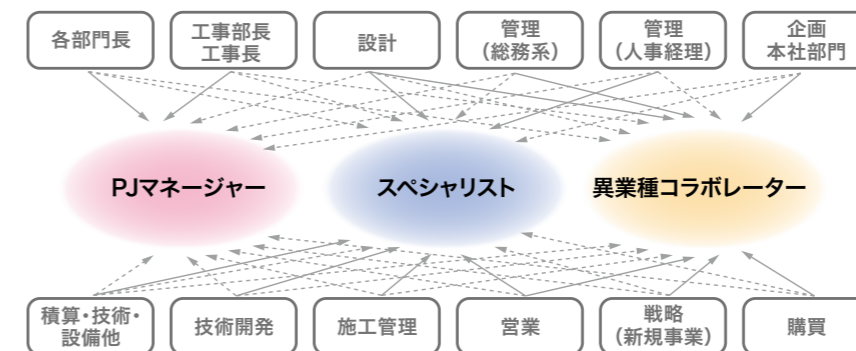 各部門長
工事部長
工事長
設計
管理
(総務系)
管理
(人事経理)
企画
本社部門
PJマネージャー
スペシャリスト
異業種コラボレーター
積算・技術・
設備他
技術開発
施工管理
営業
戦略
(新規事業)
購買